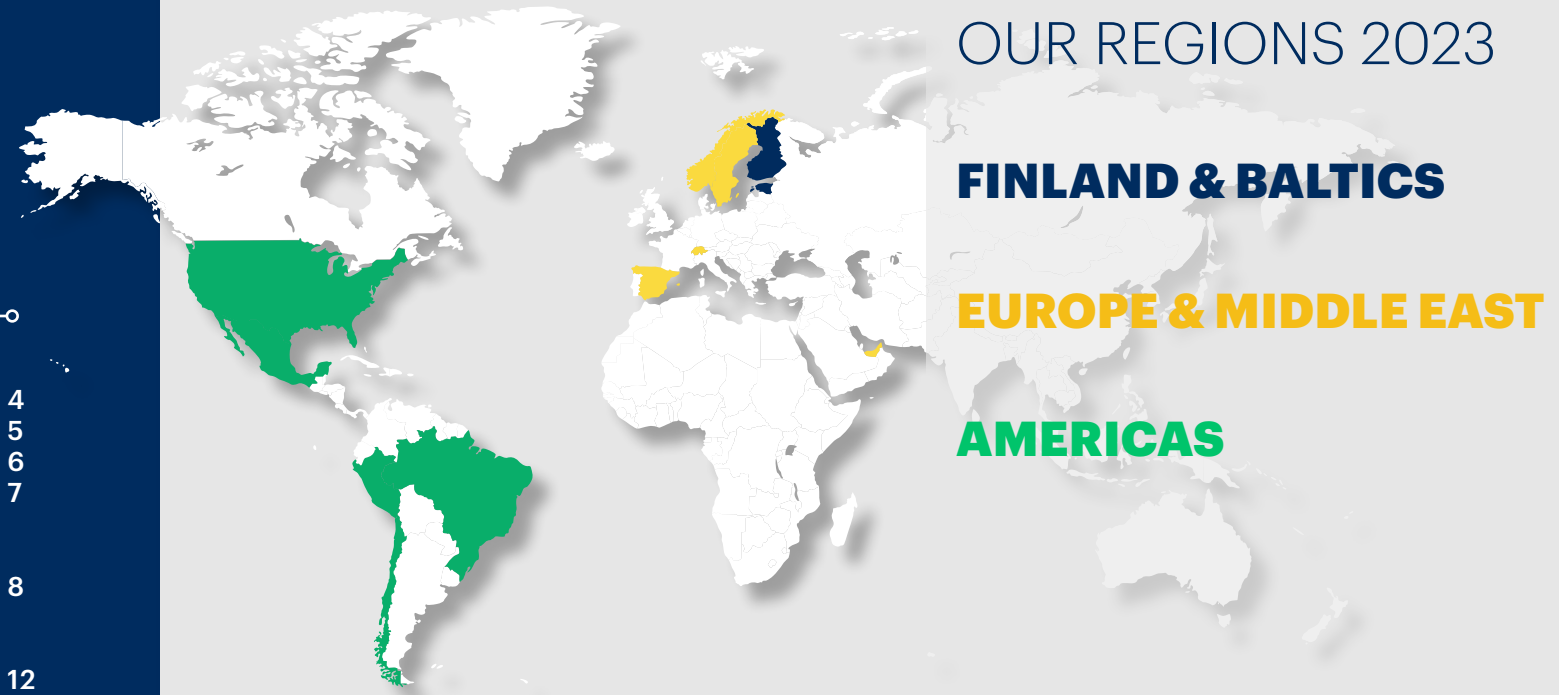 4
5
6
7
8
12
OUR REGIONS 2023
FINLAND & BALTICS
EUROPE & MIDDLE EAST
AMERICAS